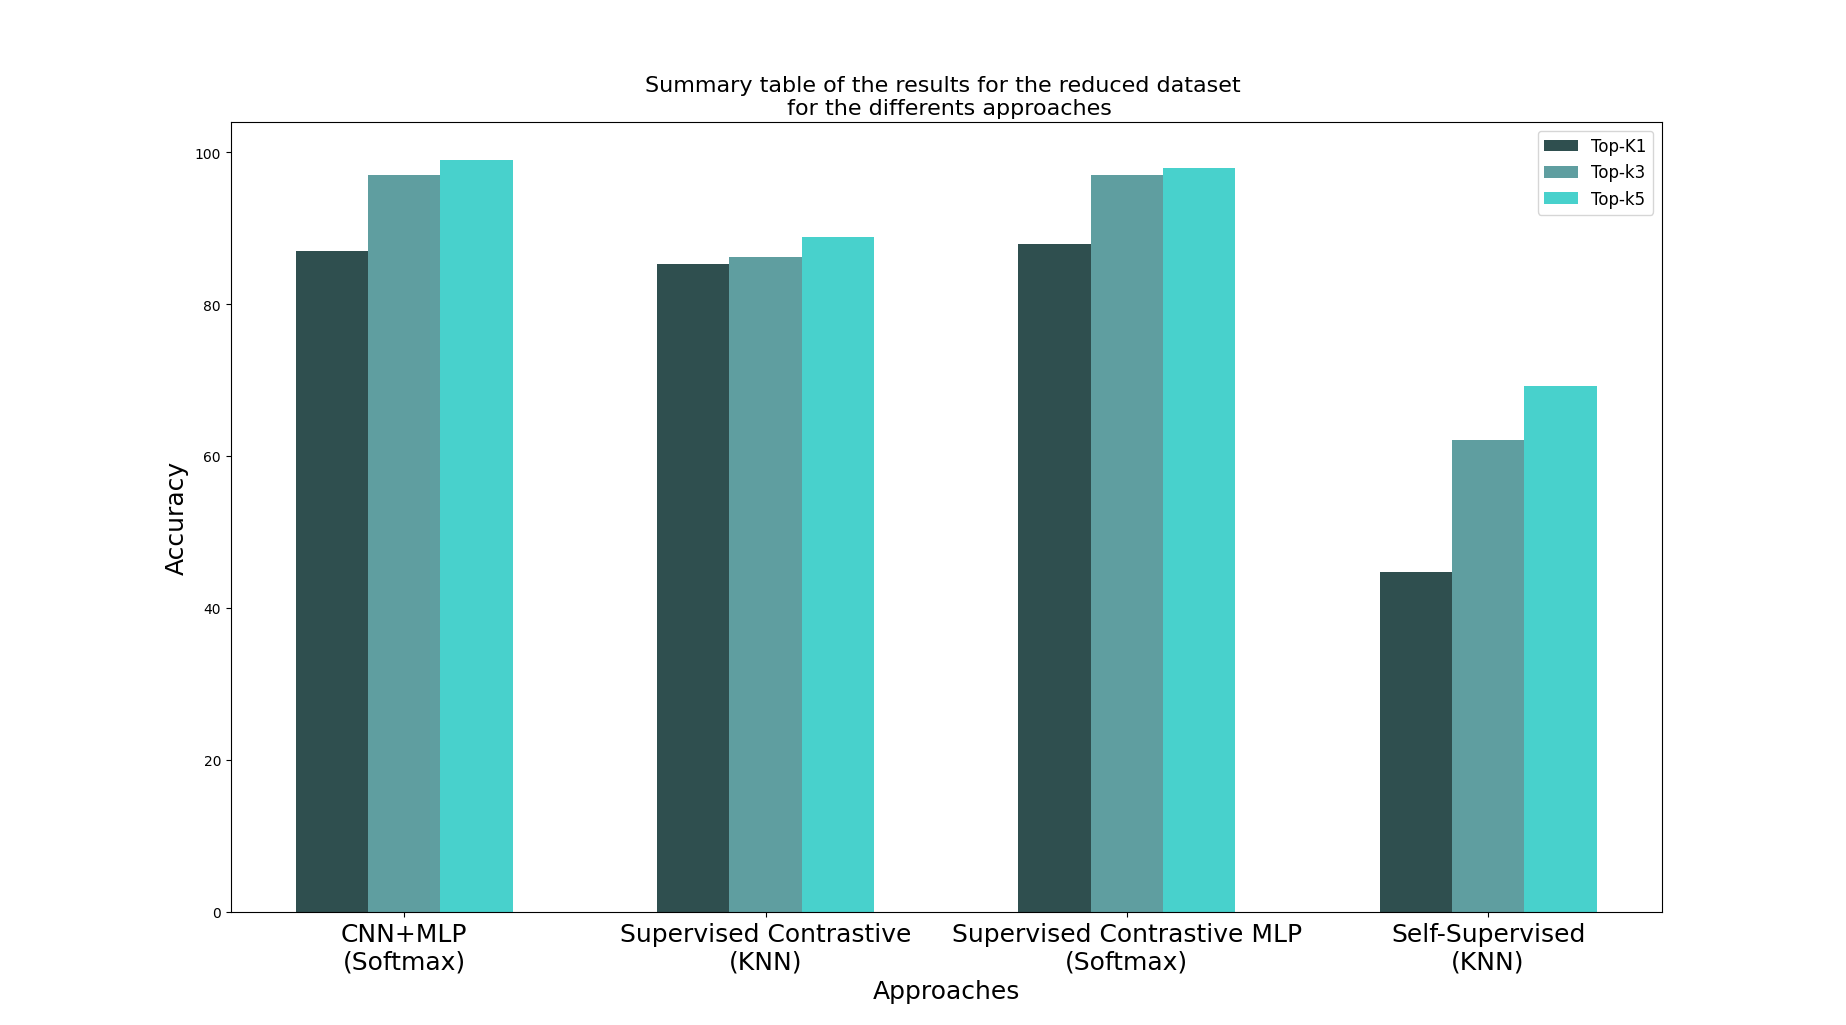 Summary table of the results for the reduced dataset
for the differents approaches
Top-K1
Top-k3
Top-k5
100
80
60
40
20
0
Accuracy
CNN+MLP
(Softmax)
Supervised Contrastive
(KNN)
Supervised Contrastive MLP
(Softmax)
Self-Supervised
(KNN)
Approaches